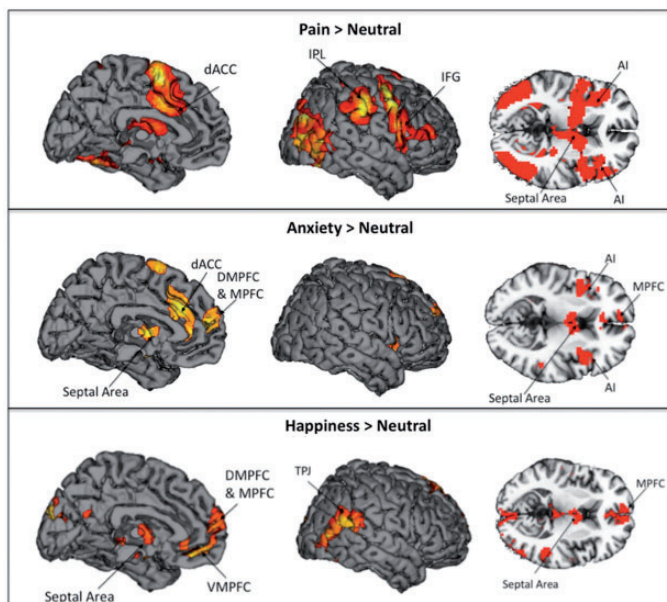 Pain > Neutral
dACC
IPL
IFG
AI
Septal Area
AI
Anxiety > Neutral
dACC
DMPFC
& MPFC
Septal Area
AI
MPFC
Septal Area
AI
Happiness > Neutral
DMPFC
& MPFC
Septal Area
VMPFC
TPJ
MPFC
Septal Area